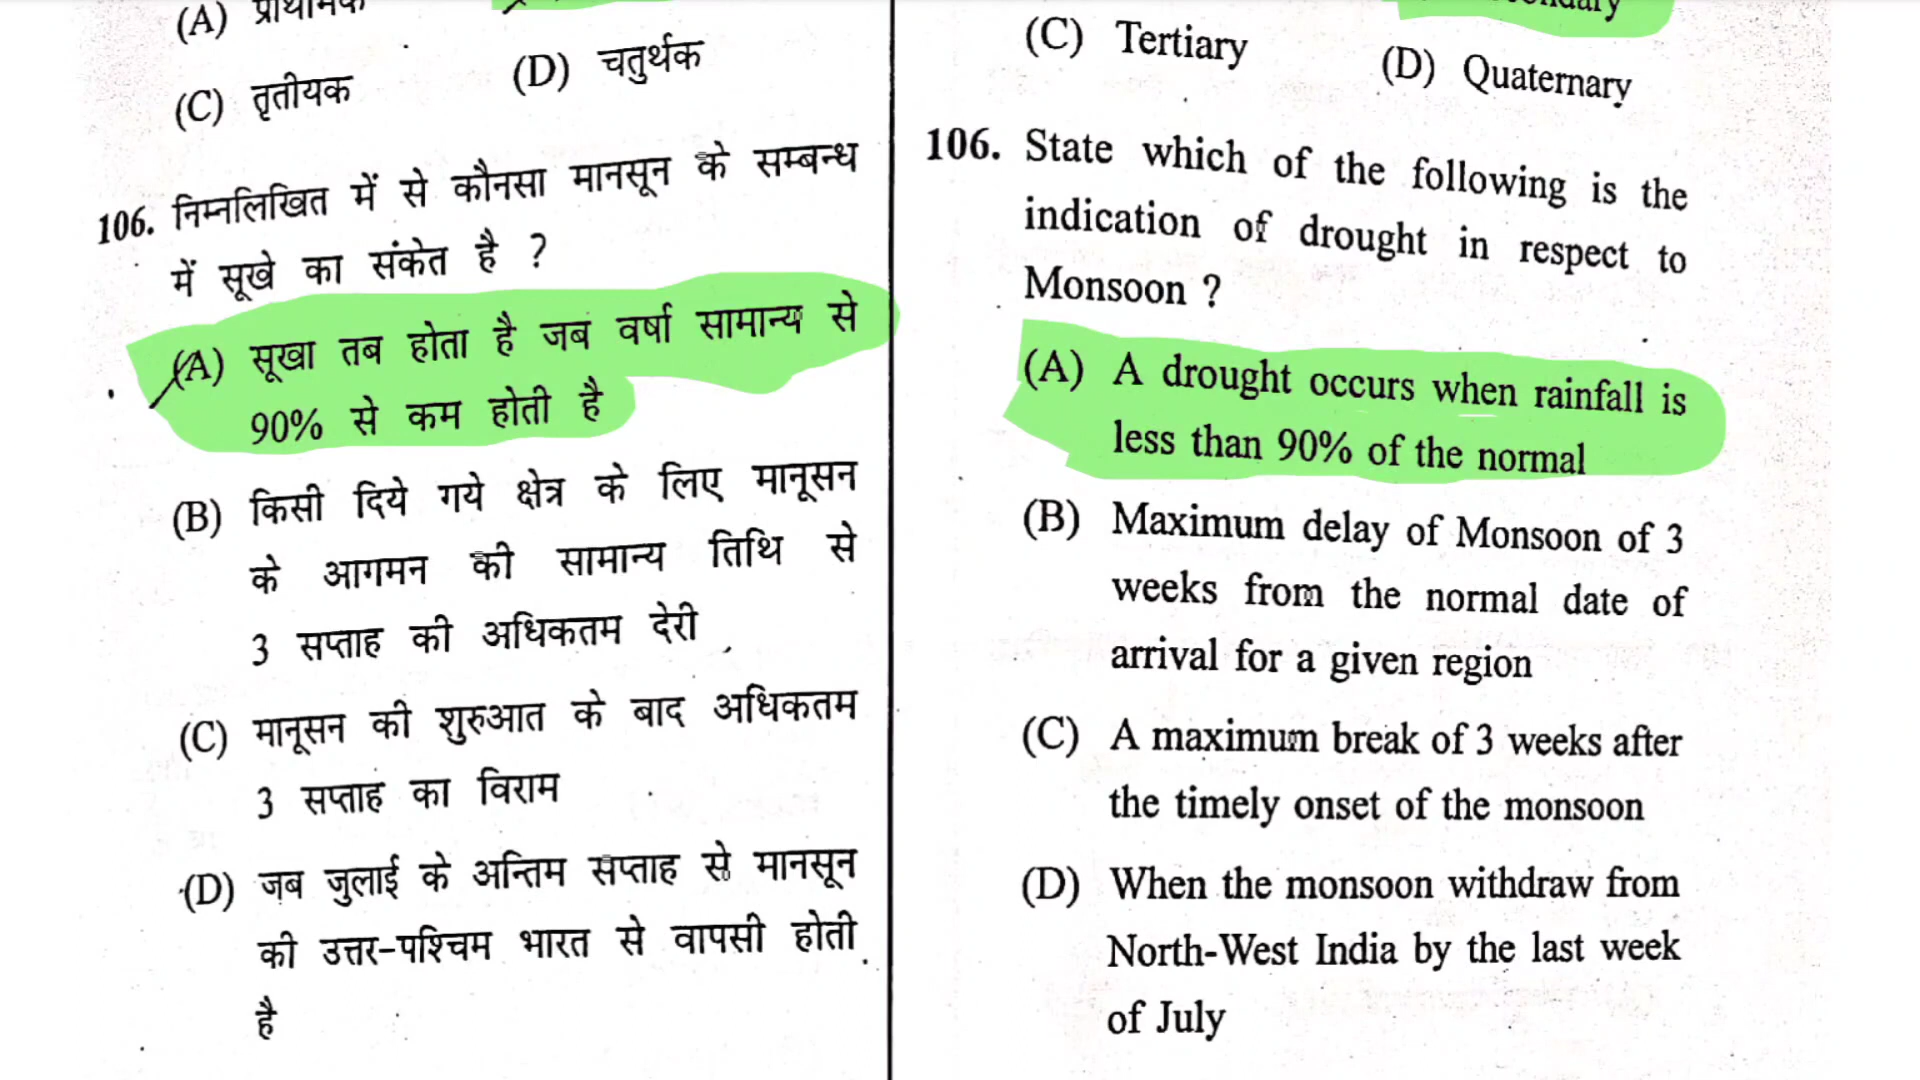 (A) प्राथमिक
(C) तृतीयक
(D) चतुर्थक
106. निम्नलिखित में से कौनसा मानसून के सम्बन्ध
में सूखे का संकेत है ?
(A) सूखा तब होता है जब वर्षा सामान्य से
90% से कम होती है
(B) किसी दिये गये क्षेत्र के लिए मानूसन
के आगमन की सामान्य तिथि से
3 सप्ताह की अधिकतम देरी
(C) मानूसन की शुरुआत के बाद अधिकतम
3 सप्ताह का विराम
(D) जब जुलाई के अन्तिम सप्ताह से मानसून
की उत्तर-पश्चिम भारत से वापसी होती
है
(C) Tertiary
(D) Quaternary
106. State which of the following is the
indication of drought in respect to
Monsoon ?
(A) A drought occurs when rainfall is
less than 90% of the normal
(B) Maximum delay of Monsoon of 3
weeks from the normal date of
arrival for a given region
(C) A maximum break of 3 weeks after
the timely onset of the monsoon
(D) When the monsoon withdraw from
North-West India by the last week
of July